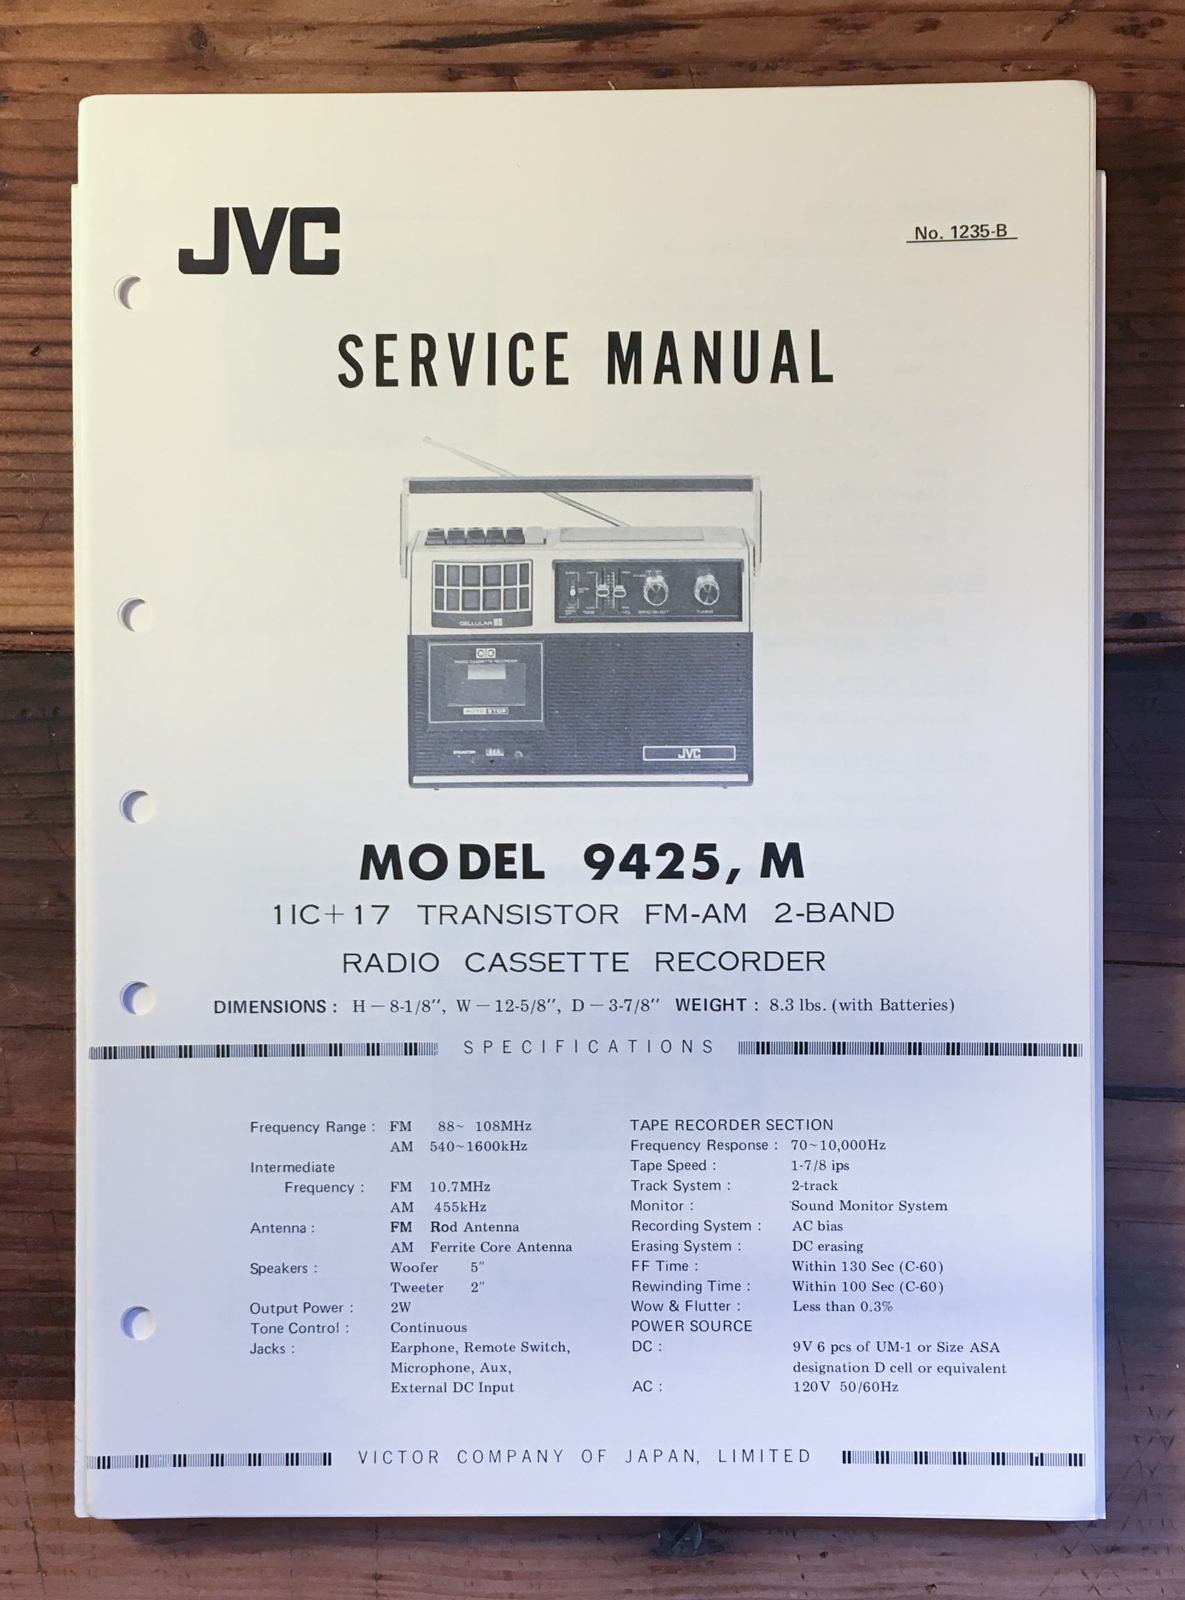 JVC
No. 1235-B
SERVICE MANUAL
CELLULAR
RADIO CASSETTE RECORDER
AUTO STOP
JVC
MODEL 9425, M
1 IC+17 TRANSISTOR FM-AM 2-BAND
RADIO CASSETTE RECORDER
DIMENSIONS : H — 8-1/8", W — 12-5/8", D — 3-7/8" WEIGHT : 8.3 lbs. (with Batteries)
SPECIFICATIONS
Frequency Range : FM 88~ 108MHz
AM 540~1600kHz
Intermediate
Frequency : FM 10.7MHz
AM 455kHz
Antenna : FM Rod Antenna
AM Ferrite Core Antenna
Speakers : Woofer 5"
Tweeter 2"
Output Power : 2W
Tone Control : Continuous
Jacks : Earphone, Remote Switch,
Microphone, Aux,
External DC Input
TAPE RECORDER SECTION
Frequency Response : 70~10,000Hz
Tape Speed : 1-7/8 ips
Track System : 2-track
Monitor : Sound Monitor System
Recording System : AC bias
Erasing System : DC erasing
FF Time : Within 130 Sec (C-60)
Rewinding Time : Within 100 Sec (C-60)
Wow & Flutter : Less than 0.3%
POWER SOURCE
DC : 9V 6 pcs of UM-1 or Size ASA
designation D cell or equivalent
AC : 120V 50/60Hz
VICTOR COMPANY OF JAPAN, LIMITED